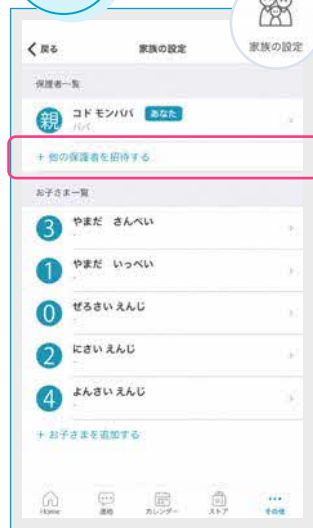 家族の設定
く 戻る
家族の設定
保護者一覧
親
コドモンパパ
あなた
パパ
+ 他の保護者を招待する
お子さま一覧
3
やまだ さんぺい
-
1
やまだ いっぺい
-
0
ぜろさい えんじ
-
2
にさい えんじ
-
4
よんさい えんじ
-
+ お子さまを追加する
Home
連絡
カレンダー
ストア
その他